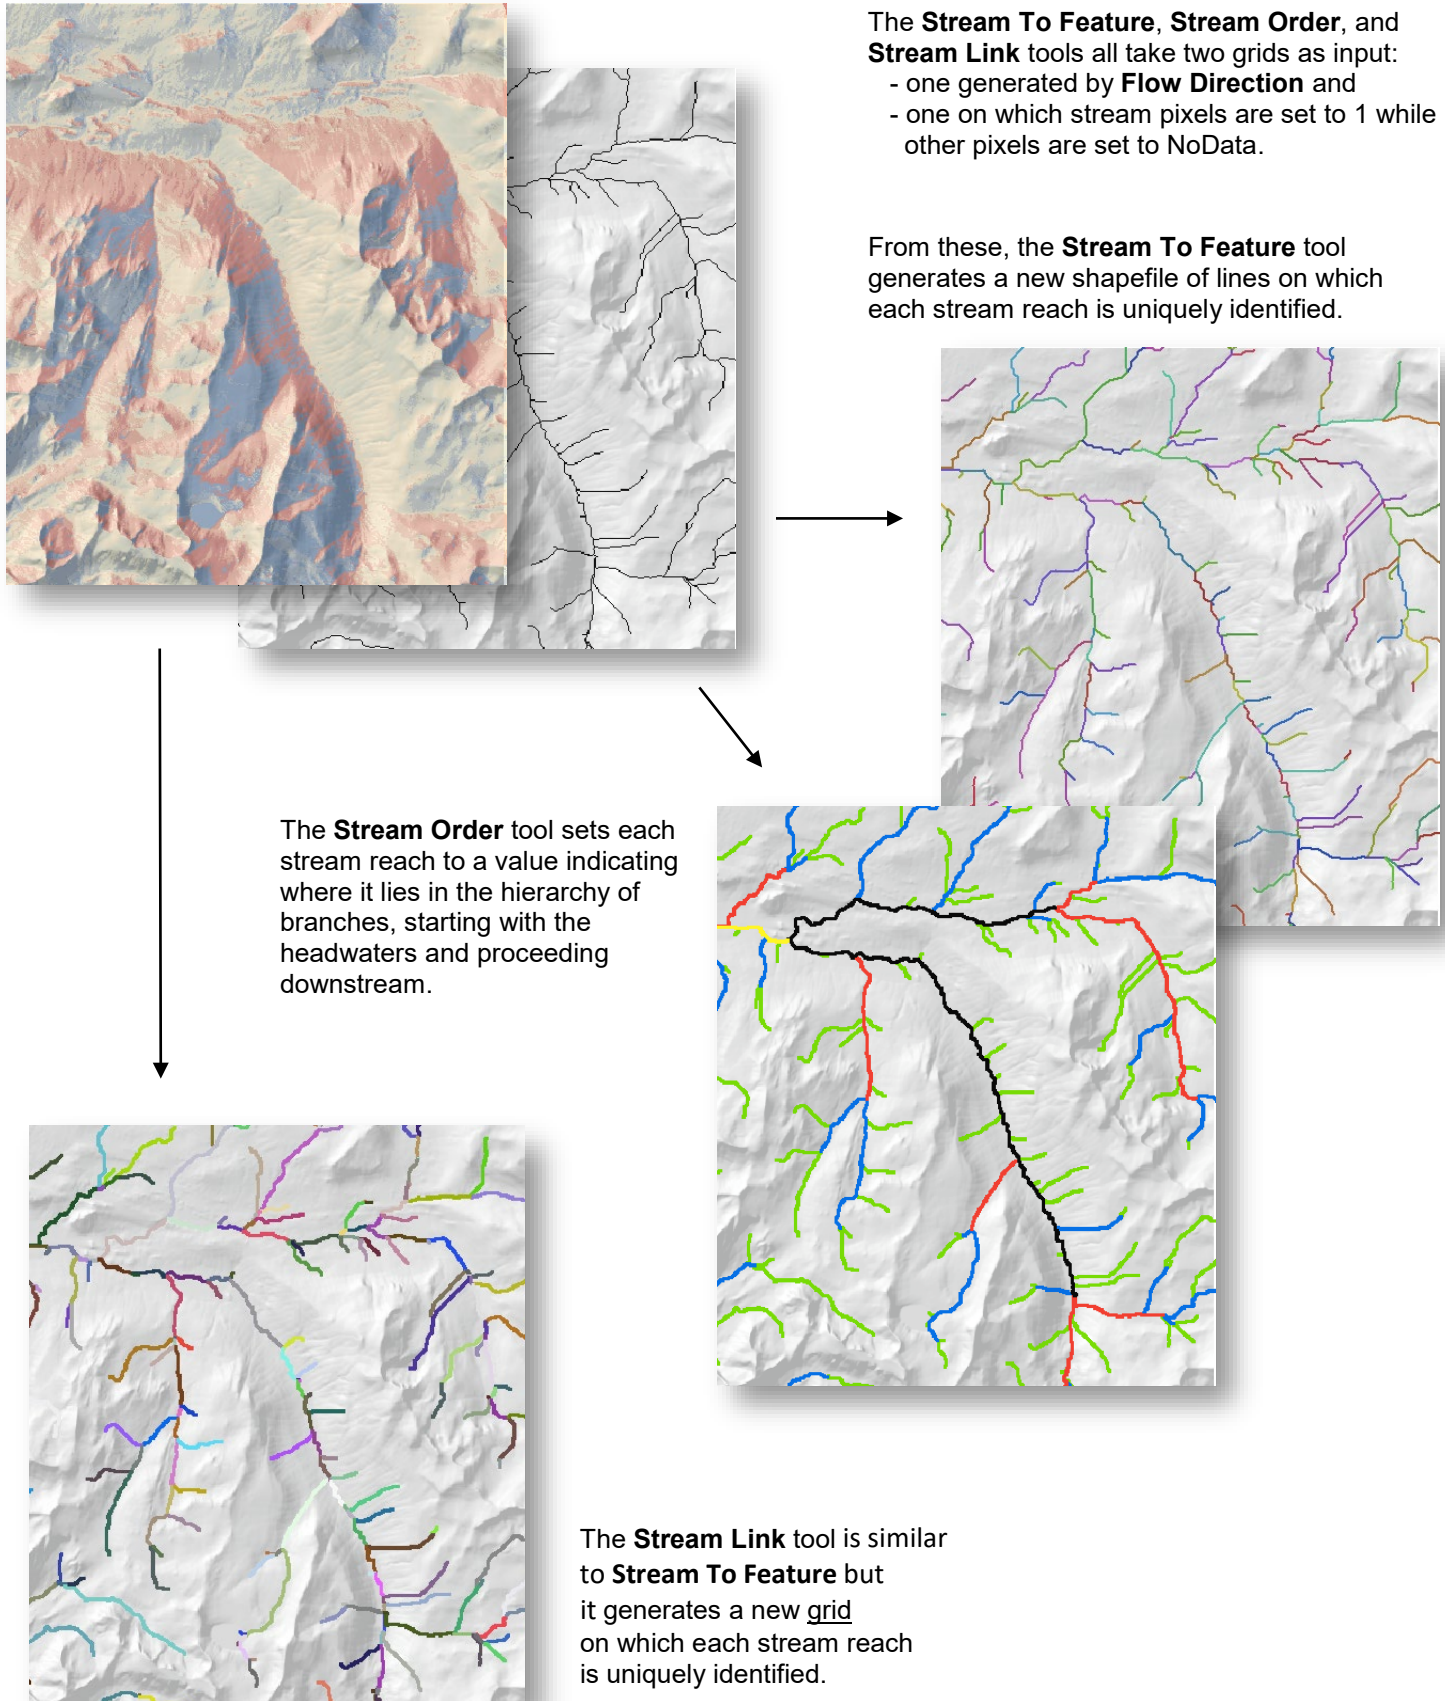 The Stream To Feature, Stream Order, and
Stream Link tools all take two grids as input:
- one generated by Flow Direction and
- one on which stream pixels are set to 1 while
other pixels are set to NoData.
From these, the Stream To Feature tool
generates a new shapefile of lines on which
each stream reach is uniquely identified.
The Stream Order tool sets each
stream reach to a value indicating
where it lies in the hierarchy of
branches, starting with the
headwaters and proceeding
downstream.
The Stream Link tool is similar
to Stream To Feature but
it generates a new grid
on which each stream reach
is uniquely identified.